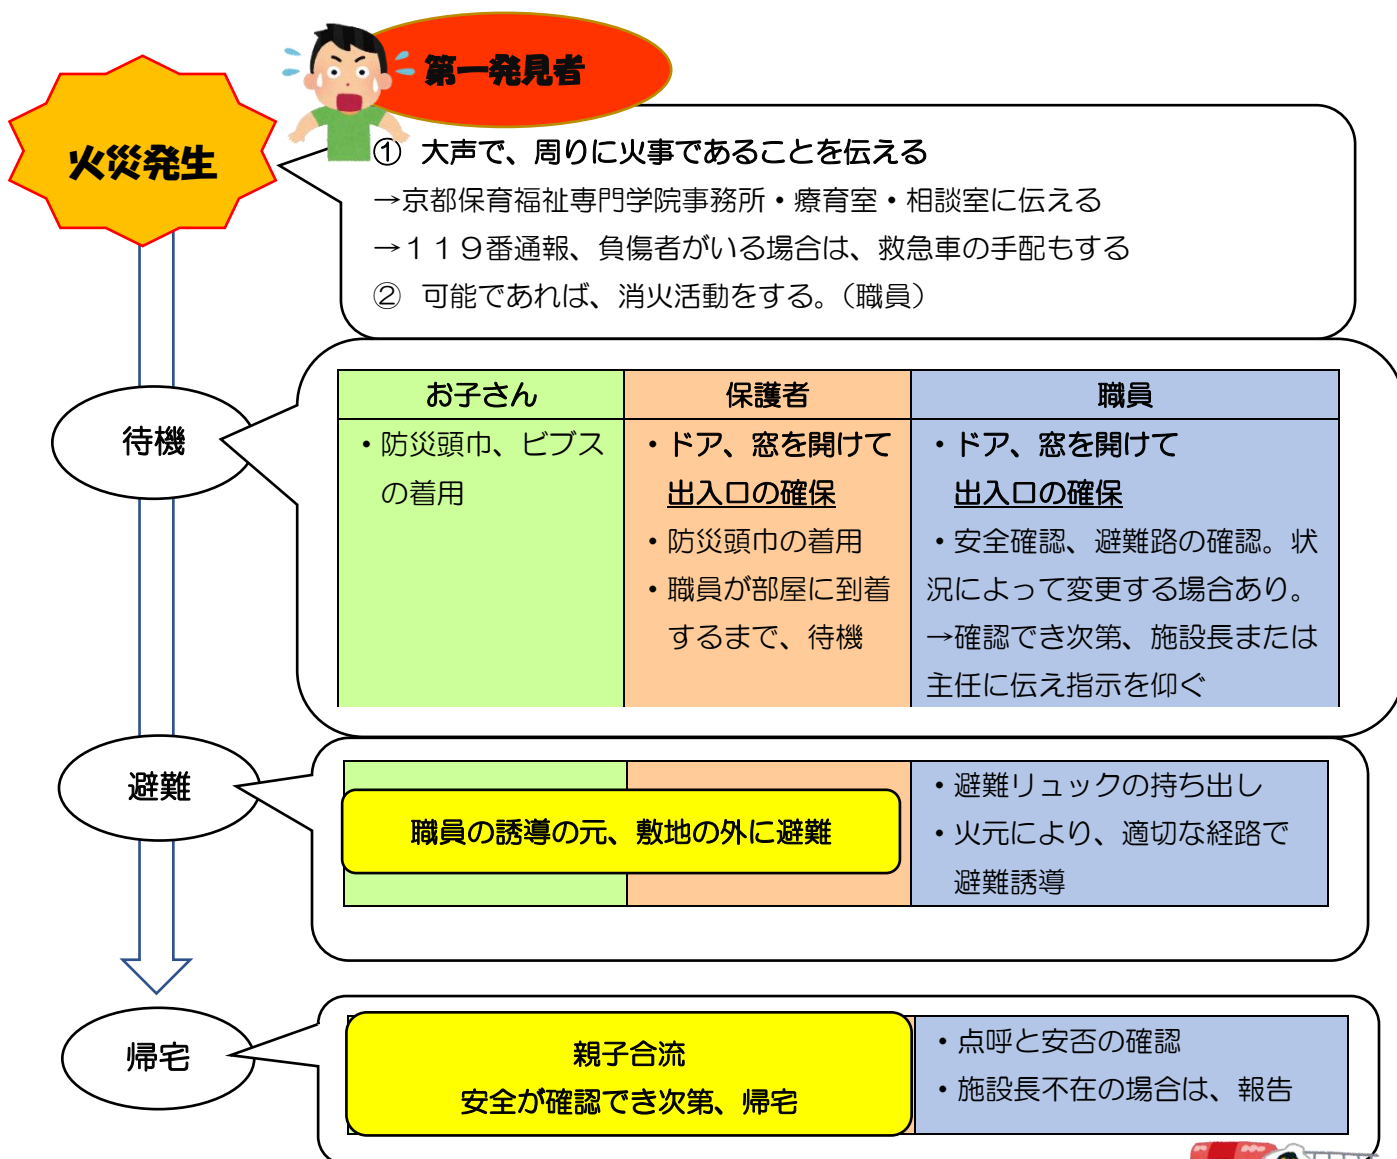 第一発見者
火災発生
① 大声で、周りに火事であることを伝える
→京都保育福祉専門学院事務所・療育室・相談室に伝える
→119番通報、負傷者がいる場合は、救急車の手配もする
② 可能であれば、消火活動をする。（職員）
待機
お子さん
・防災頭巾、ビブス
の着用
保護者
・ドア、窓を開けて
出入口の確保
・防災頭巾の着用
・職員が部屋に到着
するまで、待機
職員
・ドア、窓を開けて
出入口の確保
・安全確認、避難路の確認。状
況によって変更する場合あり。
→確認でき次第、施設長または
主任に伝え指示を仰ぐ
避難
職員の誘導の元、敷地の外に避難
・避難リュックの持ち出し
・火元により、適切な経路で
避難誘導
帰宅
親子合流
安全が確認でき次第、帰宅
・点呼と安否の確認
・施設長不在の場合は、報告